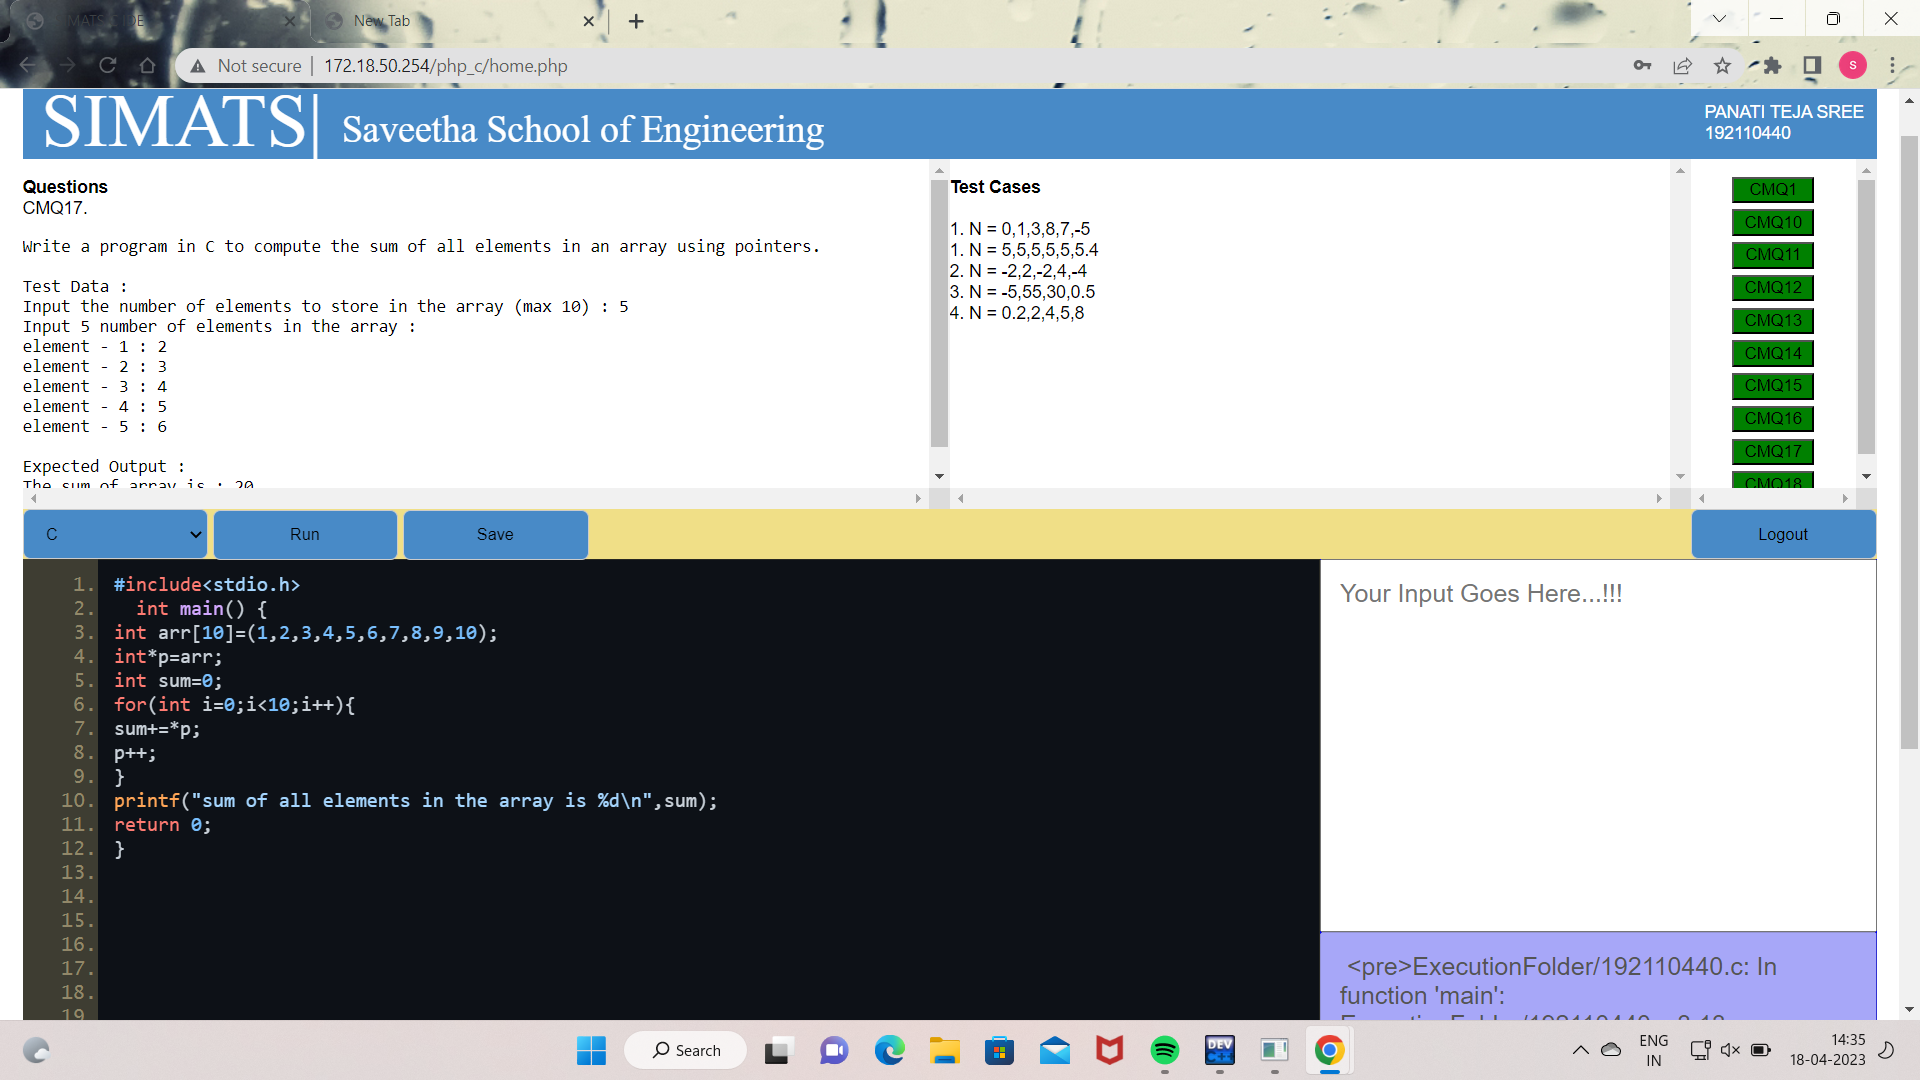 SIMATS C IDE
New Tab
Not secure
172.18.50.254/php_c/home.php
S
SIMATS
Saveetha School of Engineering
PANATI TEJA SREE
192110440
Questions
CMQ17.
Write a program in C to compute the sum of all elements in an array using pointers.
Test Data :
Input the number of elements to store in the array (max 10) : 5
Input 5 number of elements in the array :
element - 1 : 2
element - 2 : 3
element - 3 : 4
element - 4 : 5
element - 5 : 6
Expected Output :
The sum of array is : 20
Test Cases
1. N = 0,1,3,8,7,-5
1. N = 5,5,5,5,5,5.4
2. N = -2,2,-2,4,-4
3. N = -5,55,30,0.5
4. N = 0.2,2,4,5,8
CMQ1
CMQ10
CMQ11
CMQ12
CMQ13
CMQ14
CMQ15
CMQ16
CMQ17
CMQ18
C
Run
Save
Logout
1. #include<stdio.h>
2. int main() {
3. int arr[10]=(1,2,3,4,5,6,7,8,9,10);
4. int*p=arr;
5. int sum=0;
6. for(int i=0;i<10;i++){
7. sum+=*p;
8. p++;
9. }
10. printf("sum of all elements in the array is %d\n",sum);
11. return 0;
12. }
13.
14.
15.
16.
17.
18.
19
Your Input Goes Here...!!!
<pre>ExecutionFolder/192110440.c: In
function 'main':
Search
DEV
C++
ENG
IN
14:35
18-04-2023